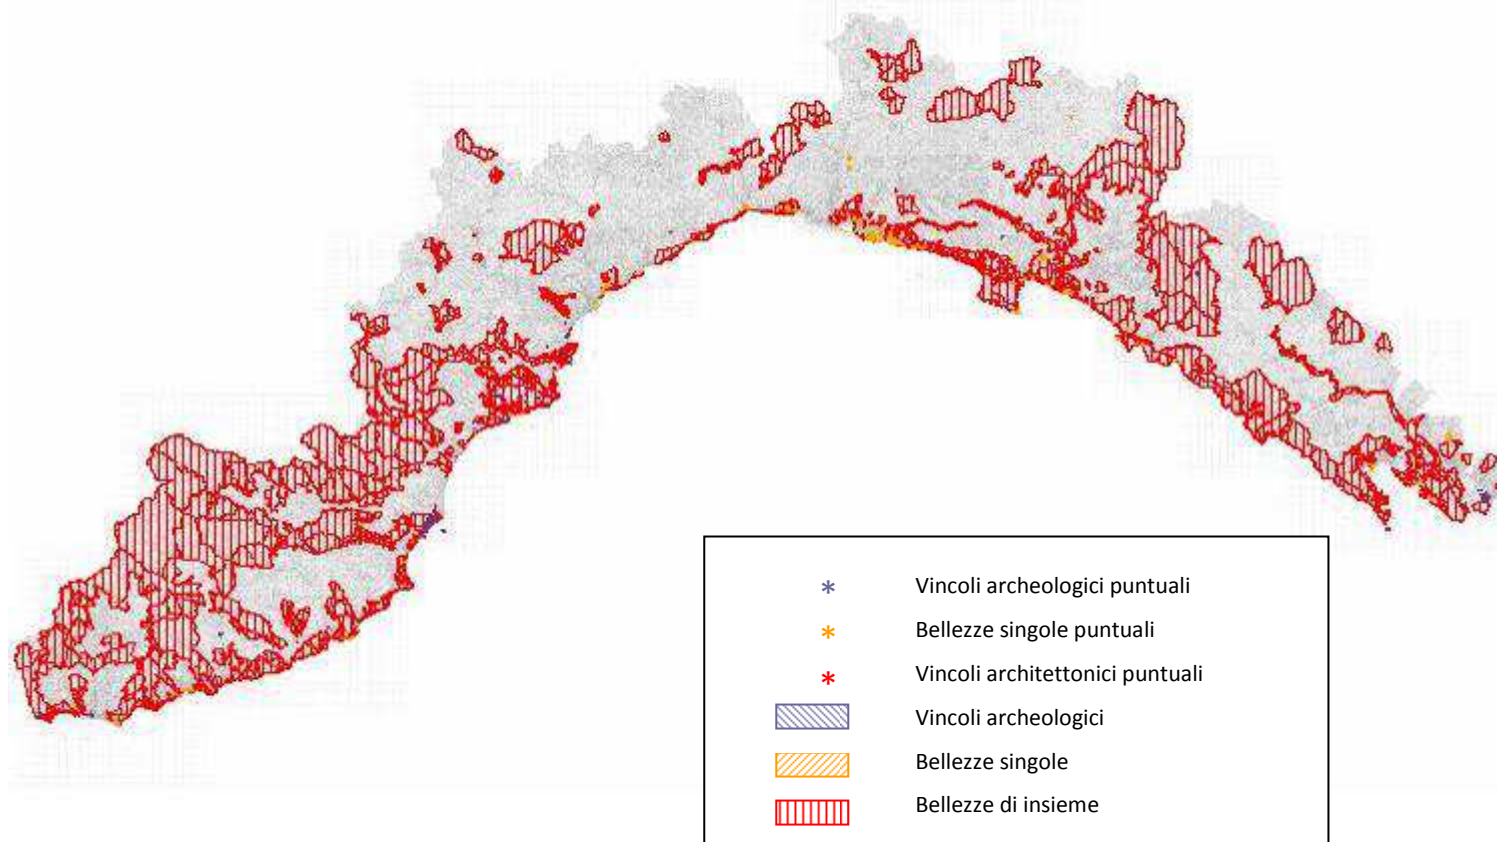 Vincoli archeologici puntuali
Bellezze singole puntuali
Vincoli architettonici puntuali
Vincoli archeologici
Bellezze singole
Bellezze di insieme